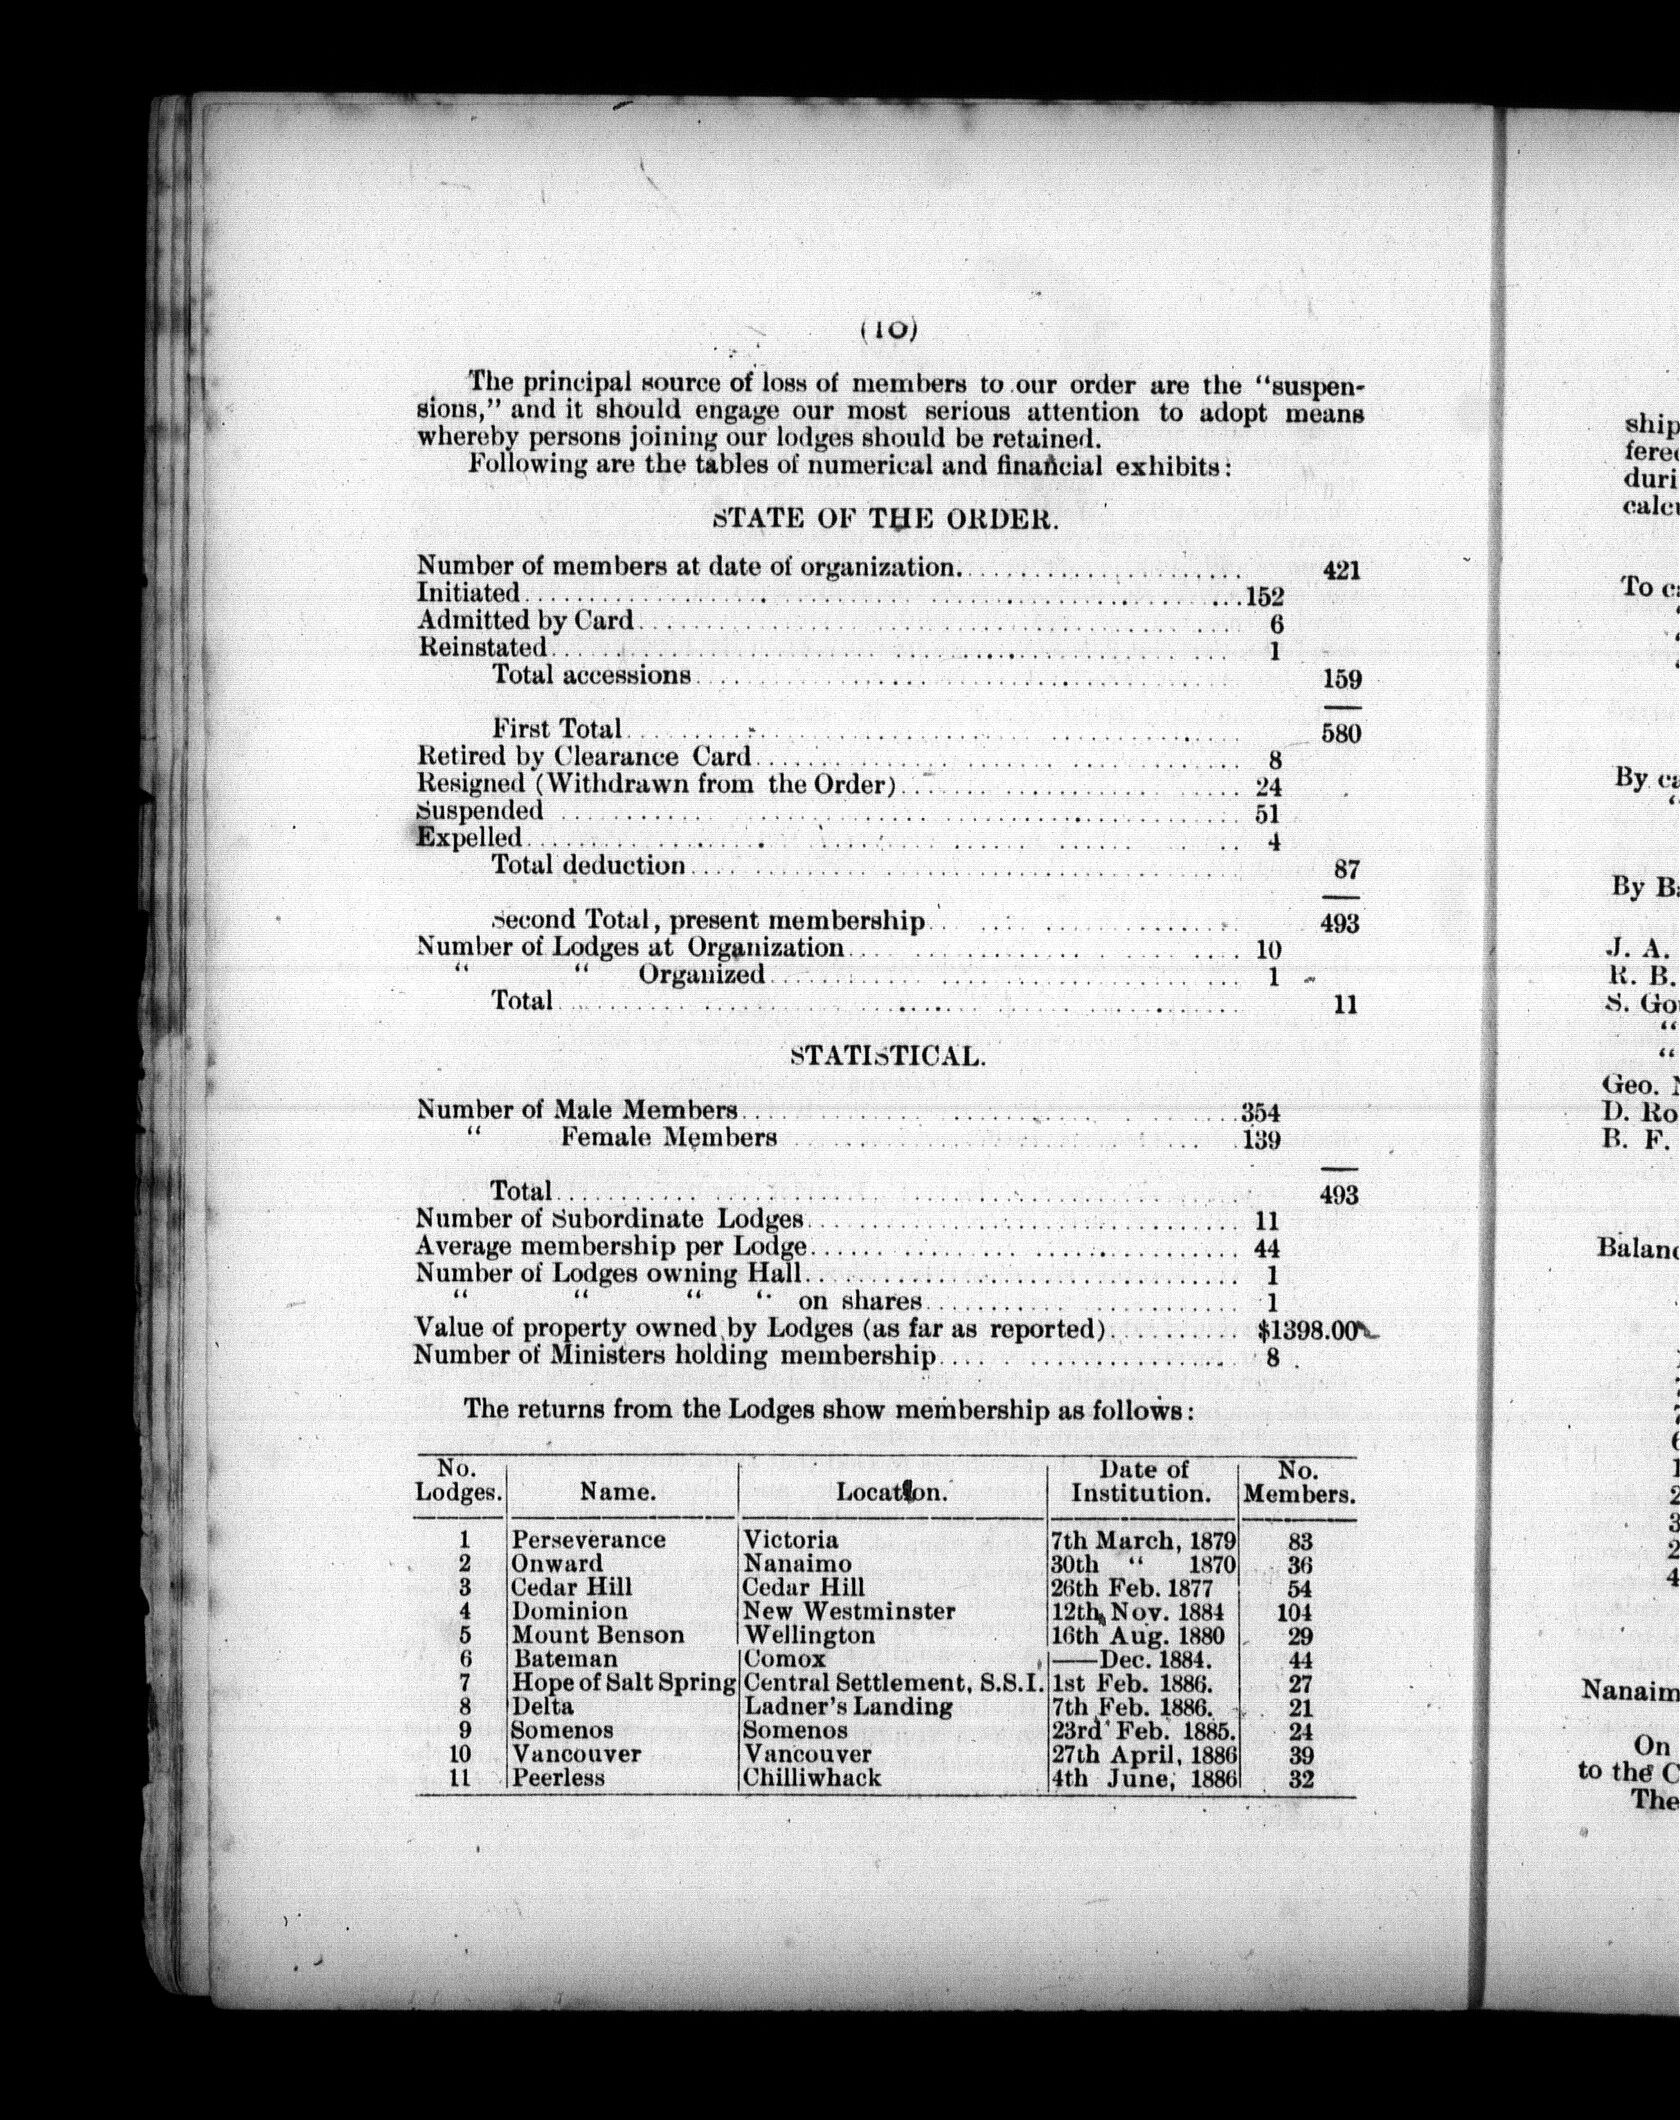 (10)
The principal source of loss of members to our order are the "suspen-
sions," and it should engage our most serious attention to adopt means
whereby persons joining our lodges should be retained.
Following are the tables of numerical and financial exhibits:
STATE OF THE ORDER.
Number of members at date of organization. 421
Initiated 152
Admitted by Card 6
Reinstated 1
Total accessions 159
First Total 580
Retired by Clearance Card 8
Resigned (Withdrawn from the Order) 24
Suspended 51
Expelled 4
Total deduction 87
Second Total, present membership 493
Number of Lodges at Organization 10
" " Organized 1
Total 11
STATISTICAL.
Number of Male Members 354
" Female Members 139
Total 493
Number of Subordinate Lodges 11
Average membership per Lodge 44
Number of Lodges owning Hall 1
" " " " on shares 1
Value of property owned by Lodges (as far as reported) $1398.00
Number of Ministers holding membership 8
The returns from the Lodges show membership as follows:
No. Lodges. Name. Location. Date of Institution. No. Members.
1 Perseverance Victoria 7th March, 1879 83
2 Onward Nanaimo 30th " 1870 36
3 Cedar Hill Cedar Hill 26th Feb. 1877 54
4 Dominion New Westminster 12th Nov. 1884 104
5 Mount Benson Wellington 16th Aug. 1880 29
6 Bateman Comox —Dec. 1884. 44
7 Hope of Salt Spring Central Settlement, S.S.I. 1st Feb. 1886. 27
8 Delta Ladner's Landing 7th Feb. 1886. 21
9 Somenos Somenos 23rd Feb. 1885. 24
10 Vancouver Vancouver 27th April, 1886 39
11 Peerless Chilliwhack 4th June, 1886 32
ship
duri
To
By
By
J. A.
R. B.
S.
"
"
Geo.
D. Ro
B. F.
Balanc
Nanaim
On
to the C
The